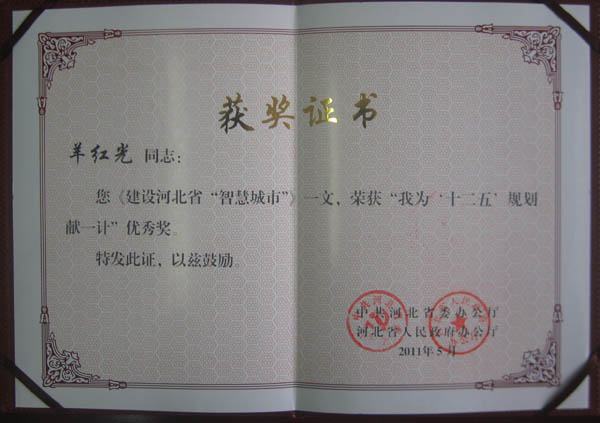 获奖证书
羊红光 同志：
您《建设河北省“智慧城市”》一文，荣获“我为‘十二五’规划
献一计”优秀奖。
特发此证，以兹鼓励。
中共河北省委办公厅
河北省人民政府办公厅
2011年5月